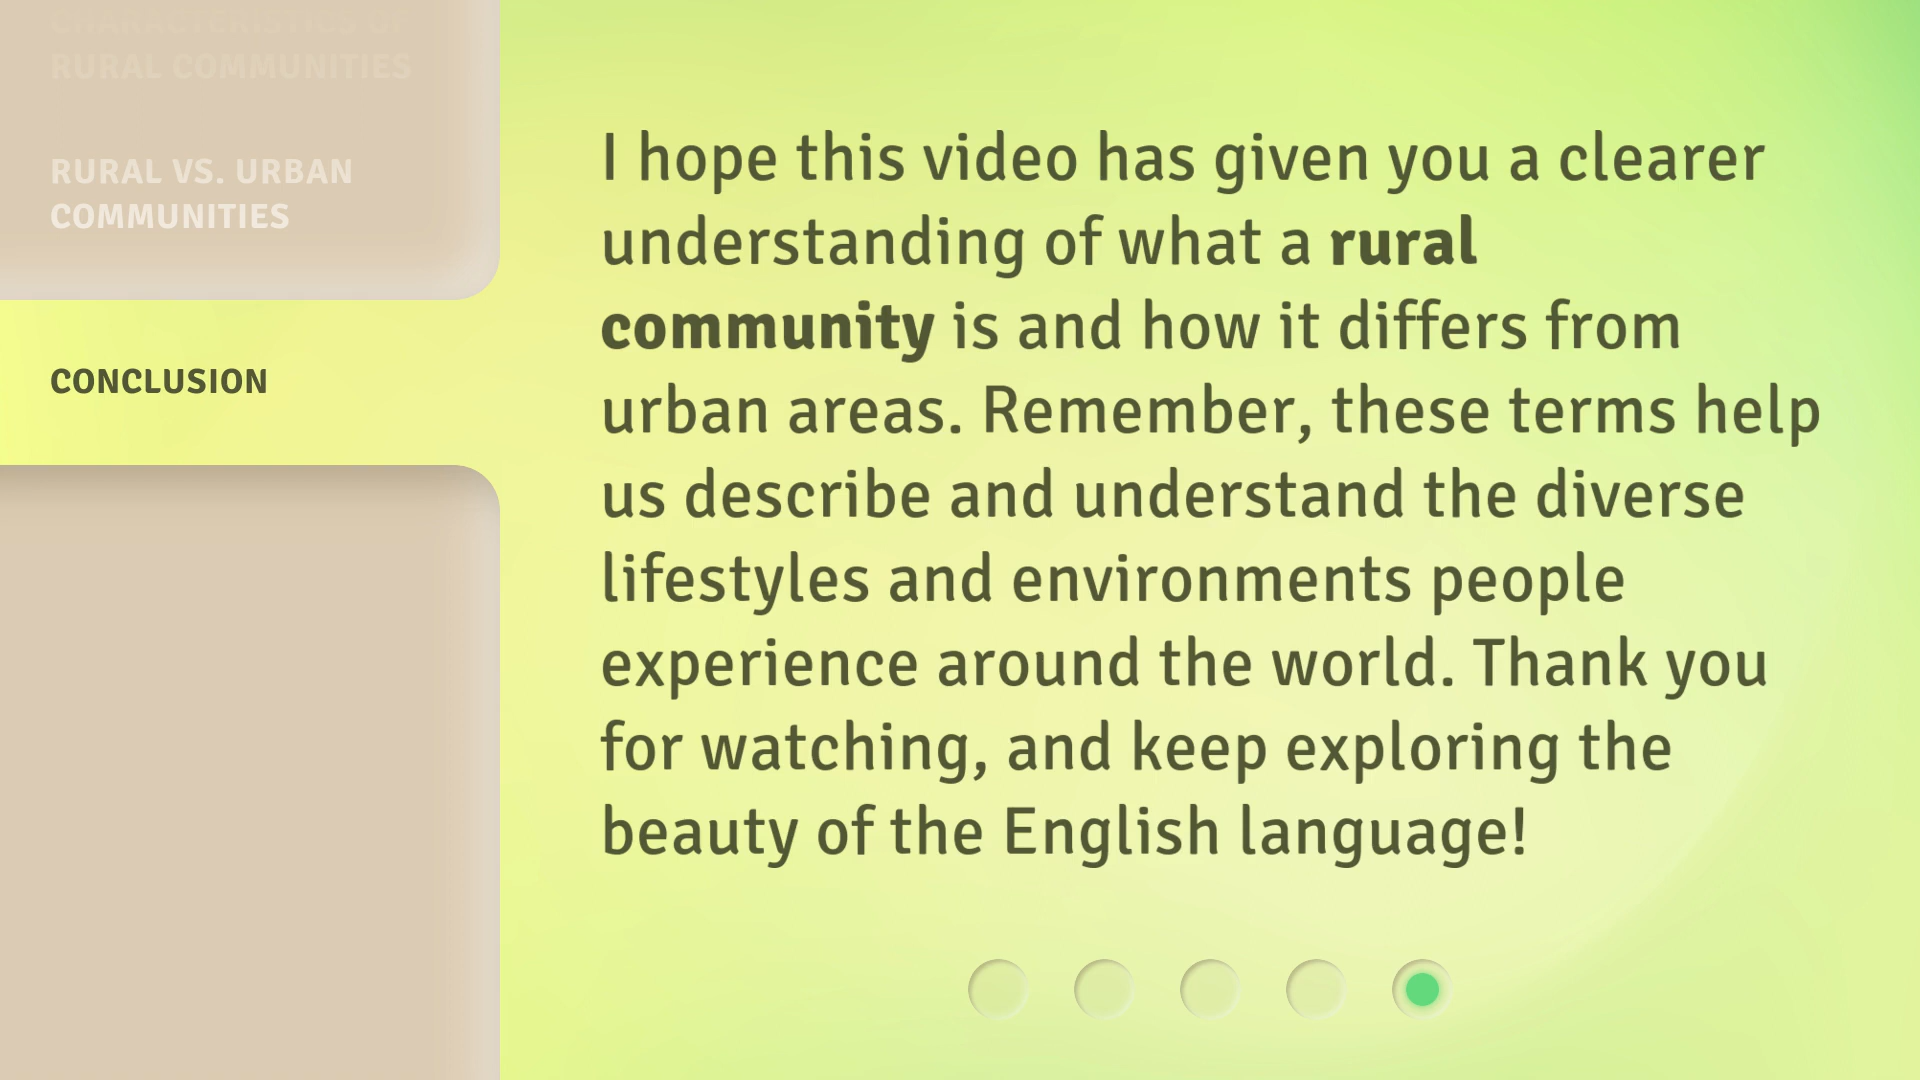 CHARACTERISTICS OF
RURAL COMMUNITIES
RURAL VS. URBAN
COMMUNITIES
CONCLUSION
I hope this video has given you a clearer
understanding of what a rural
community is and how it differs from
urban areas. Remember, these terms help
us describe and understand the diverse
lifestyles and environments people
experience around the world. Thank you
for watching, and keep exploring the
beauty of the English language!